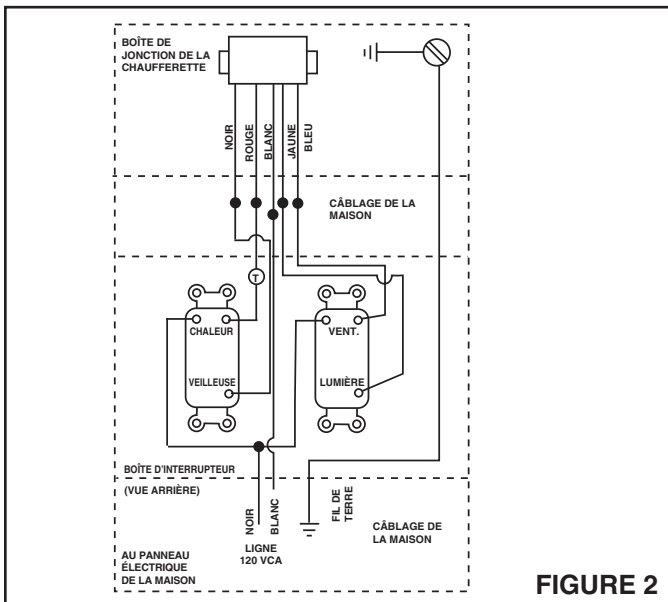 BOÎTE DE
JONCTION DE LA
CHAUFFERETTE
NOIR
ROUGE
BLANC
JAUNE
BLEU
CÂBLAGE DE LA
MAISON
T
CHALEUR
VENT.
VEILLEUSE
LUMIÈRE
BOÎTE D'INTERRUPTEUR
(VUE ARRIÈRE)
NOIR
BLANC
FIL DE
TERRE
LIGNE
120 VCA
CÂBLAGE DE
LA MAISON
AU PANNEAU
ÉLECTRIQUE
DE LA MAISON
FIGURE 2